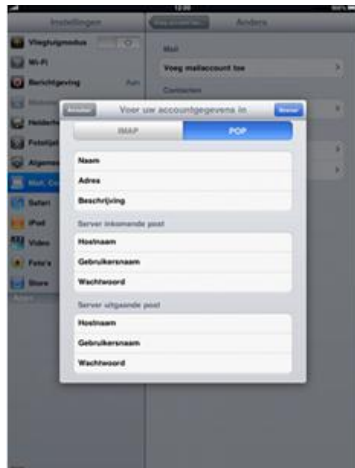 12:00
Instellingen
Anders
Vliegtuigmodus
Wi-Fi
Berichtgeving
Aan
Mail
Voeg mailaccount toe
Contacten
Annuleer
Voer uw accountgegevens in
Bewaar
IMAP
POP
Naam
Adres
Beschrijving
Server inkomende post
Hostnaam
Gebruikersnaam
Wachtwoord
Server uitgaande post
Hostnaam
Gebruikersnaam
Wachtwoord
Safari
iPod
Video
Foto's
Store